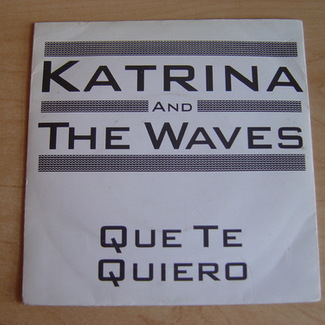 KATRINA
AND
THE WAVES
QUE TE
QUIERO